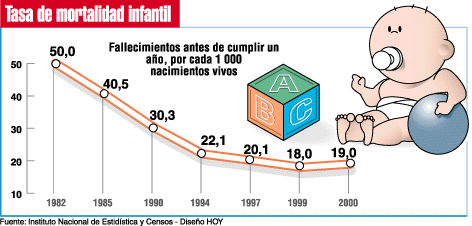 Tasa de mortalidad infantil
Fallecimientos antes de cumplir un
año, por cada 1 000
nacimientos vivos
50,0
40,5
30,3
22,1
20,1
18,0
19,0
50
40
30
20
10
1982
1985
1990
1994
1997
1999
2000
A
B
C
Fuente: Instituto Nacional de Estidística y Censos - Diseño HOY